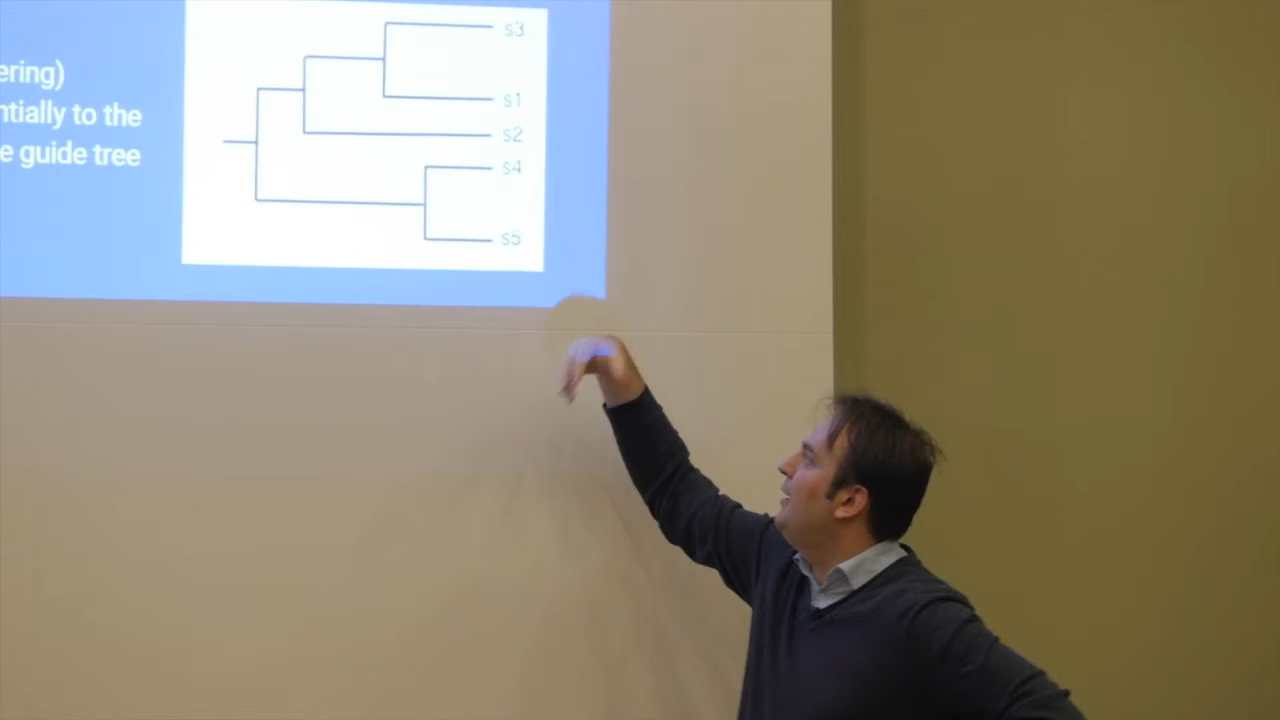 ering)
ntially to the
e guide tree
s3
s1
s2
s4
s5